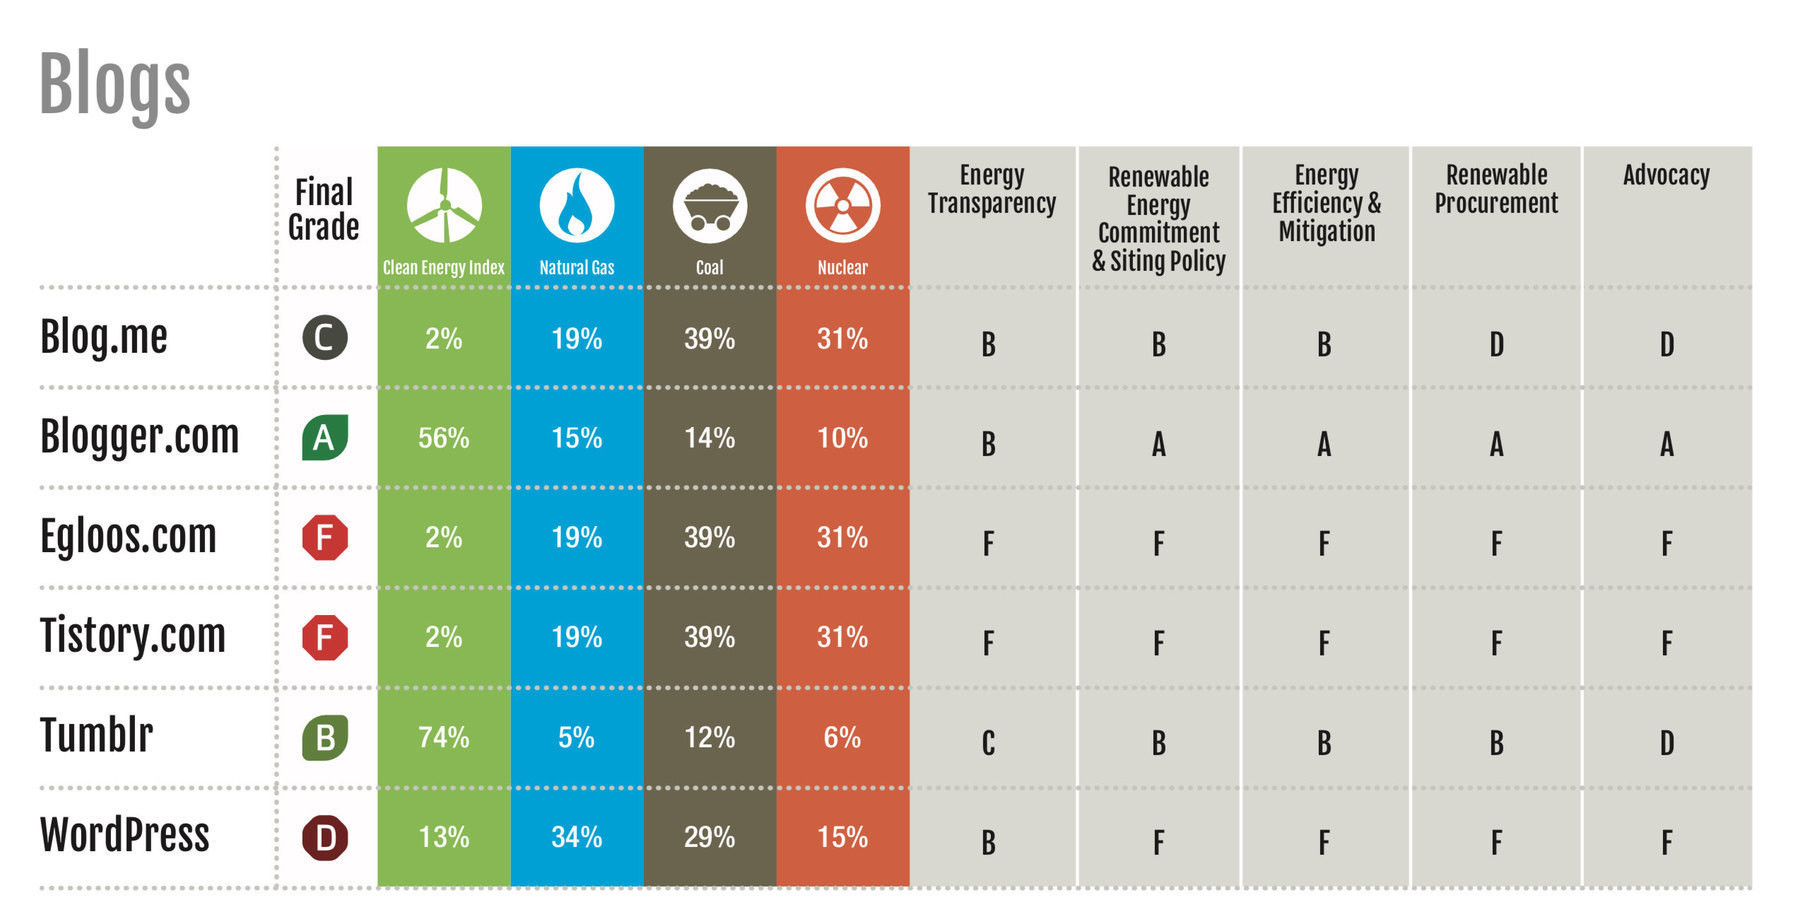 Blogs
Final
Grade
Clean Energy Index
Natural Gas
Coal
Nuclear
Energy
Transparency
Renewable
Energy
Commitment
& Siting Policy
Energy
Efficiency &
Mitigation
Renewable
Procurement
Advocacy
Blog.me C 2% 19% 39% 31% B B B D D
Blogger.com A 56% 15% 14% 10% B A A A A
Egloos.com F 2% 19% 39% 31% F F F F F
Tistory.com F 2% 19% 39% 31% F F F F F
Tumblr B 74% 5% 12% 6% C B B B D
WordPress D 13% 34% 29% 15% B F F F F